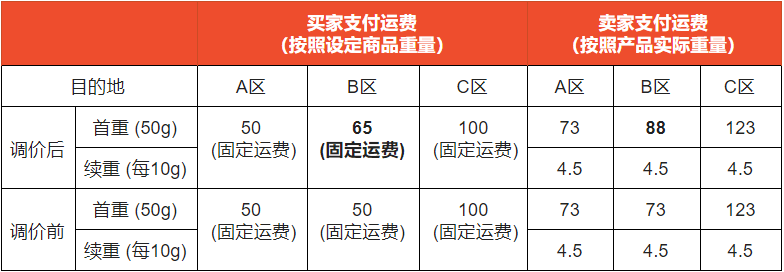 买家支付运费 卖家支付运费
(按照设定商品重量) (按照产品实际重量)
目的地 A区 B区 C区 A区 B区 C区
调价后 首重 (50g) 50 (固定运费) 65 (固定运费) 100 (固定运费) 73 88 123
续重 (每10g) 4.5 4.5 4.5
调价前 首重 (50g) 50 (固定运费) 50 (固定运费) 100 (固定运费) 73 73 123
续重 (每10g) 4.5 4.5 4.5